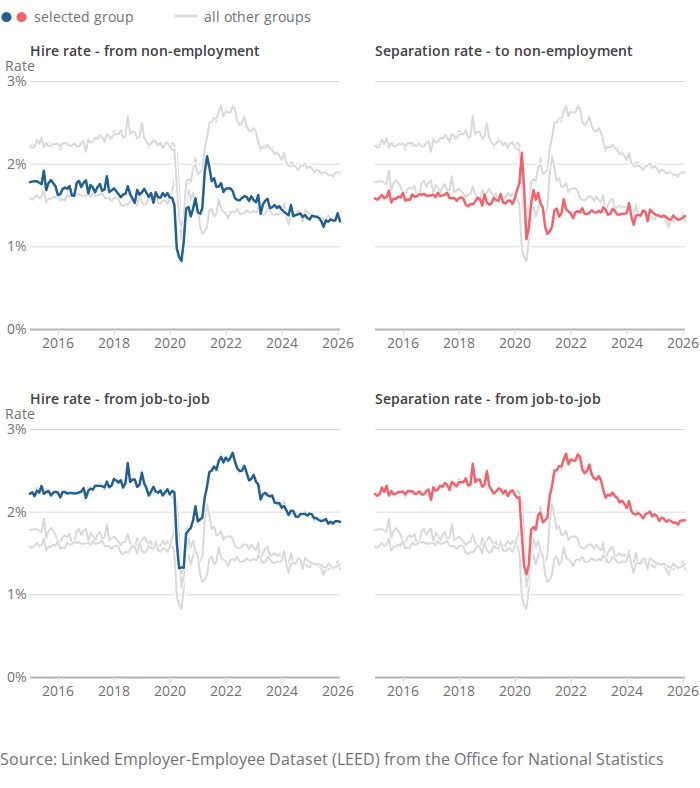 selected group all other groups
Hire rate - from non-employment Separation rate - to non-employment
Rate
3%
2%
1%
0%
2016 2018 2020 2022 2024 2026 2016 2018 2020 2022 2024 2026
Hire rate - from job-to-job Separation rate - from job-to-job
Rate
3%
2%
1%
0%
2016 2018 2020 2022 2024 2026 2016 2018 2020 2022 2024 2026
Source: Linked Employer-Employee Dataset (LEED) from the Office for National Statistics